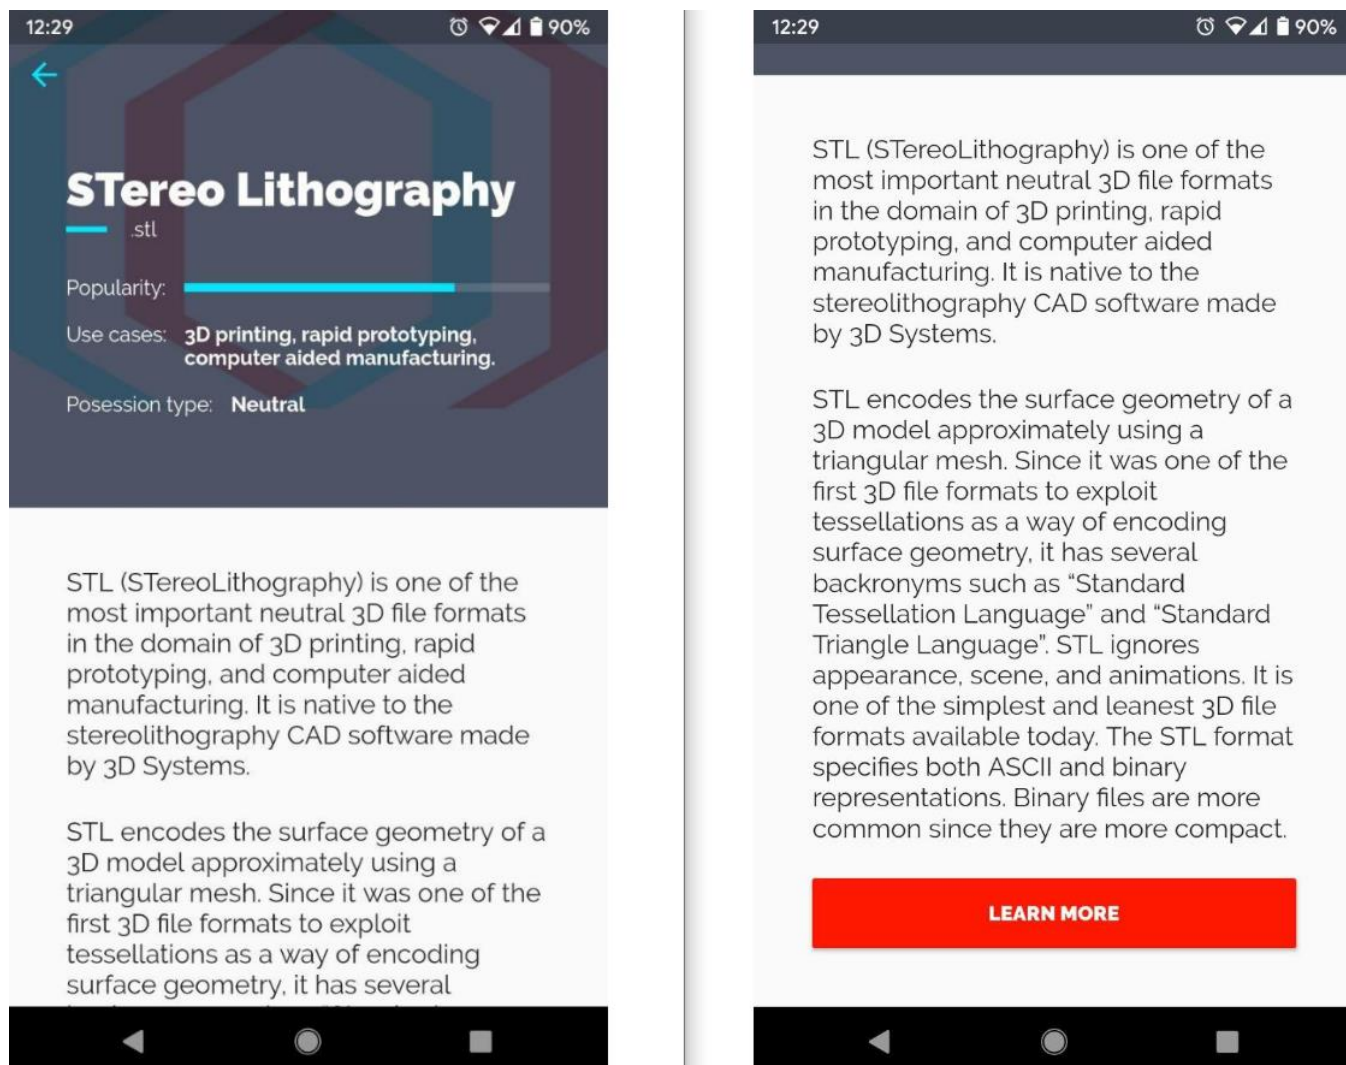 12:29
90%
STereo Lithography
.stl
Popularity:
Use cases: 3D printing, rapid prototyping,
computer aided manufacturing.
Posession type: Neutral
STL (STereoLithography) is one of the
most important neutral 3D file formats
in the domain of 3D printing, rapid
prototyping, and computer aided
manufacturing. It is native to the
stereolithography CAD software made
by 3D Systems.
STL encodes the surface geometry of a
3D model approximately using a
triangular mesh. Since it was one of the
first 3D file formats to exploit
tessellations as a way of encoding
surface geometry, it has several
12:29
90%
STL (STereoLithography) is one of the
most important neutral 3D file formats
in the domain of 3D printing, rapid
prototyping, and computer aided
manufacturing. It is native to the
stereolithography CAD software made
by 3D Systems.
STL encodes the surface geometry of a
3D model approximately using a
triangular mesh. Since it was one of the
first 3D file formats to exploit
tessellations as a way of encoding
surface geometry, it has several
backronyms such as “Standard
Tessellation Language” and “Standard
Triangle Language”. STL ignores
appearance, scene, and animations. It is
one of the simplest and leanest 3D file
formats available today. The STL format
specifies both ASCII and binary
representations. Binary files are more
common since they are more compact.
LEARN MORE